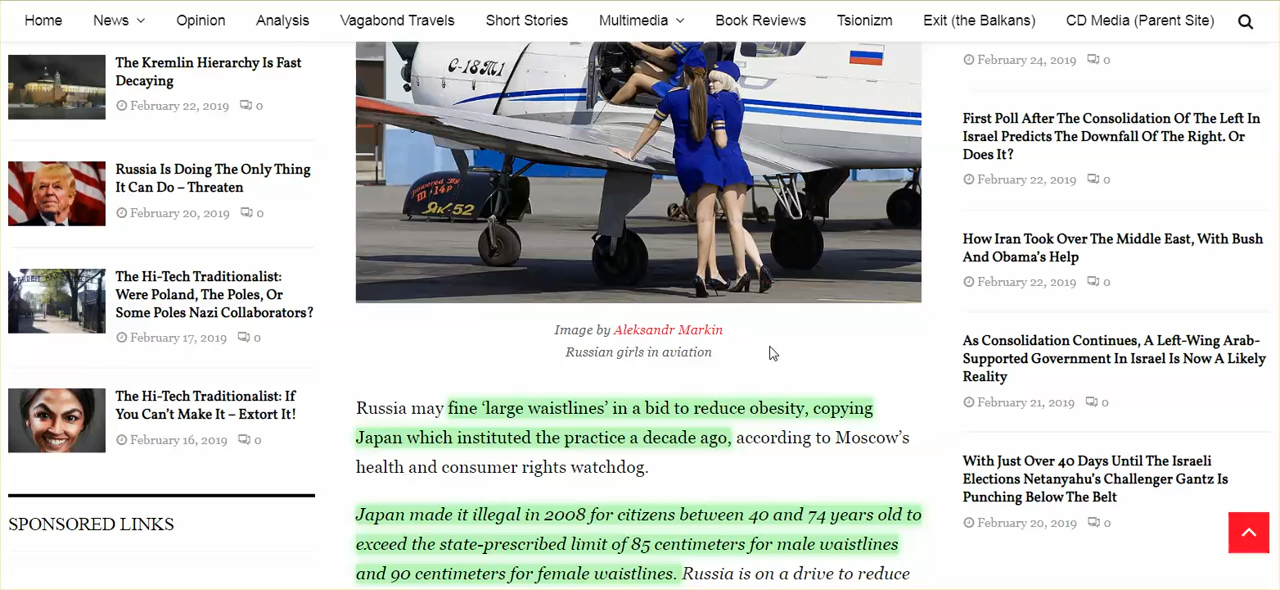 Home News Opinion Analysis Vagabond Travels Short Stories Multimedia Book Reviews Tsionizm Exit (the Balkans) CD Media (Parent Site)
The Kremlin Hierarchy Is Fast
Decaying
February 22, 2019 0
Russia Is Doing The Only Thing
It Can Do – Threaten
February 20, 2019 0
The Hi-Tech Traditionalist:
Were Poland, The Poles, Or
Some Poles Nazi Collaborators?
February 17, 2019 0
The Hi-Tech Traditionalist: If
You Can't Make It – Extort It!
February 16, 2019 0
SPONSORED LINKS
С-18М1
powered By
м-14р
Як-52
Image by Aleksandr Markin
Russian girls in aviation
Russia may fine ‘large waistlines’ in a bid to reduce obesity, copying
Japan which instituted the practice a decade ago, according to Moscow’s
health and consumer rights watchdog.
Japan made it illegal in 2008 for citizens between 40 and 74 years old to
exceed the state-prescribed limit of 85 centimeters for male waistlines
and 90 centimeters for female waistlines. Russia is on a drive to reduce
February 24, 2019 0
First Poll After The Consolidation Of The Left In
Israel Predicts The Downfall Of The Right. Or
Does It?
February 22, 2019 0
How Iran Took Over The Middle East, With Bush
And Obama's Help
February 22, 2019 0
As Consolidation Continues, A Left-Wing Arab-
Supported Government In Israel Is Now A Likely
Reality
February 21, 2019 0
With Just Over 40 Days Until The Israeli
Elections Netanyahu's Challenger Gantz Is
Punching Below The Belt
February 20, 2019 0